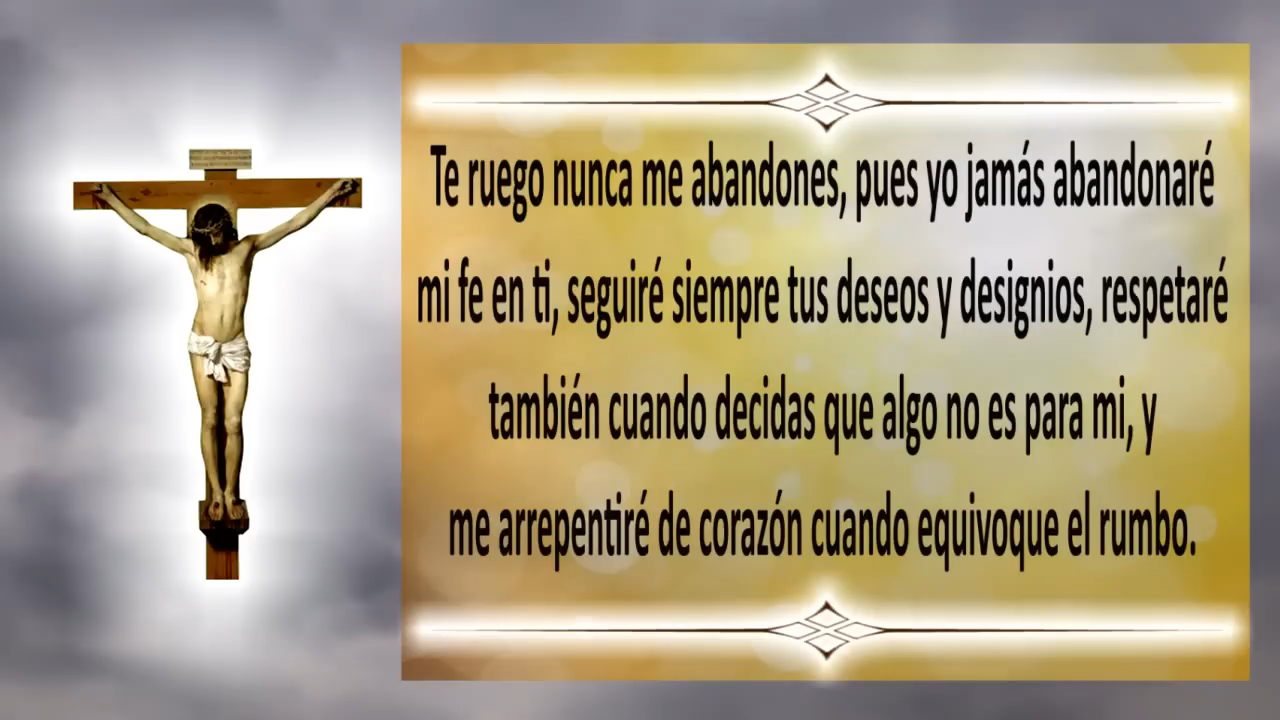 Te ruego nunca me abandones, pues yo jamás abandonaré
mi fe en ti, seguiré siempre tus deseos y designios, respetaré
también cuando decidas que algo no es para mi, y
me arrepentiré de corazón cuando equivoque el rumbo.